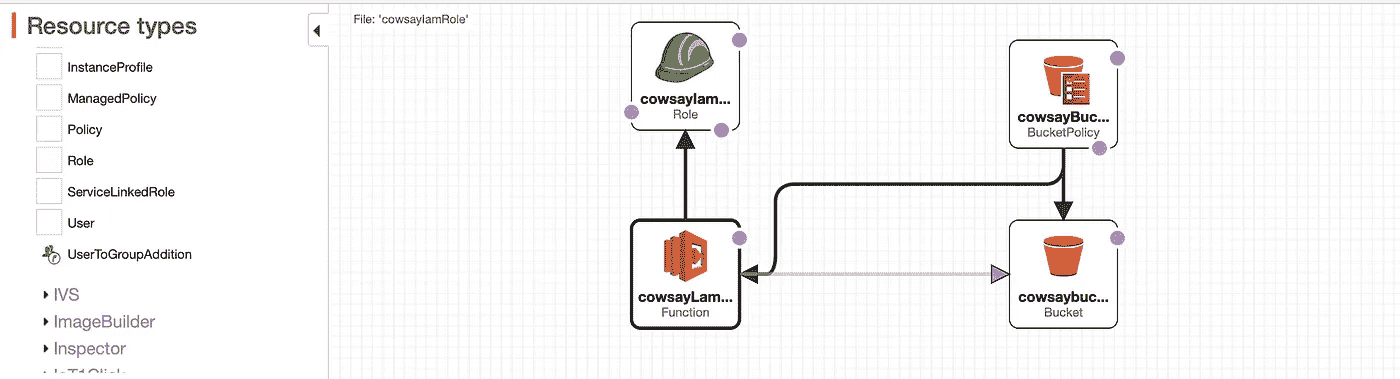 Resource types
InstanceProfile
ManagedPolicy
Policy
Role
ServiceLinkedRole
User
UserToGroupAddition
IVS
ImageBuilder
Inspector
IoT1Click
File: 'cowsayIamRole'
cowsayIam...
Role
cowsayBuc...
BucketPolicy
cowsayLam...
Function
cowsaybuc...
Bucket